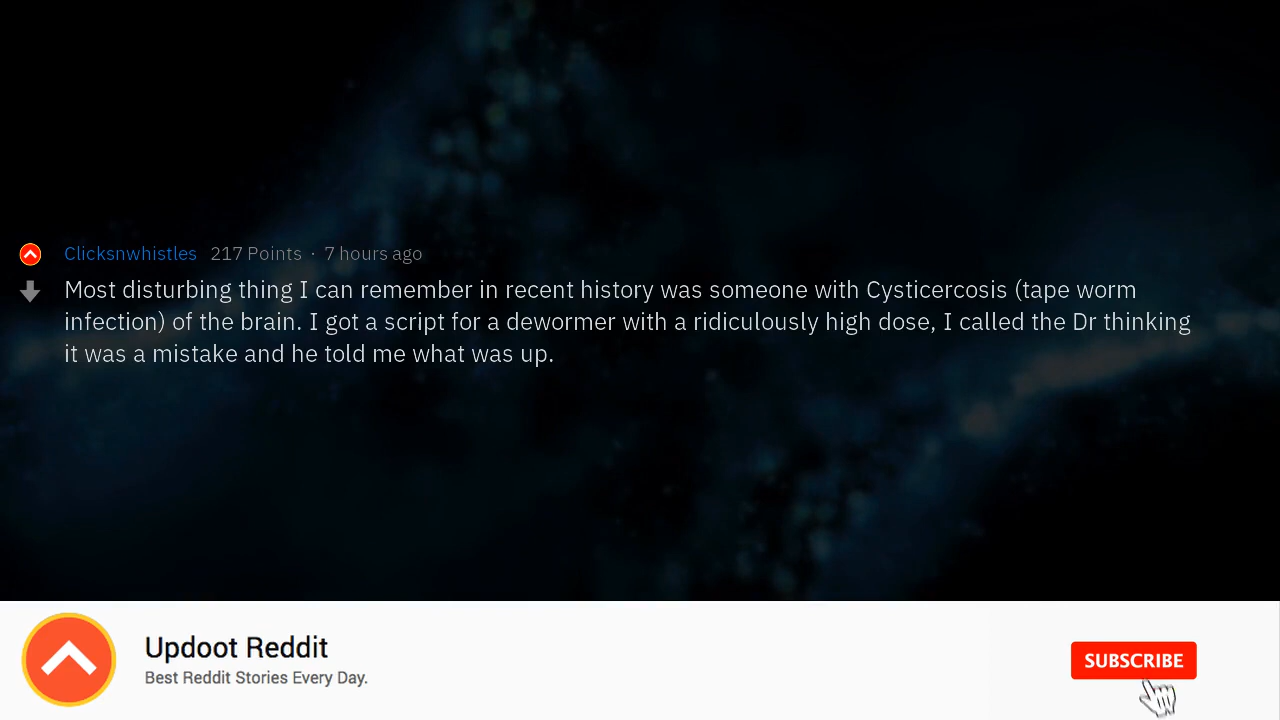 Clicksnwhistles 217 Points · 7 hours ago
Most disturbing thing I can remember in recent history was someone with Cysticercosis (tape worm
infection) of the brain. I got a script for a dewormer with a ridiculously high dose, I called the Dr thinking
it was a mistake and he told me what was up.
Updoot Reddit
Best Reddit Stories Every Day.
SUBSCRIBE